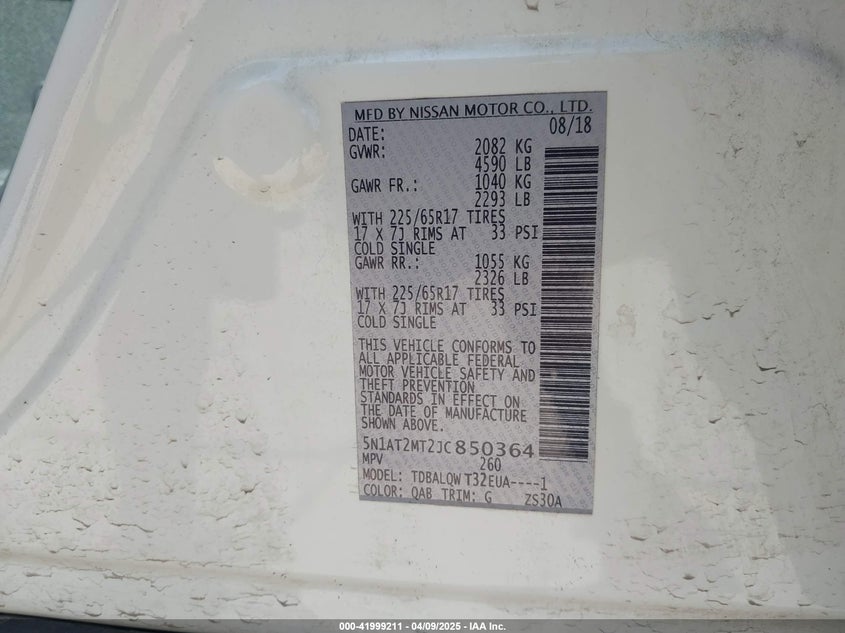 MFD BY NISSAN MOTOR CO., LTD.
DATE: 08/18
GVWR: 2082 KG
4590 LB
GAWR FR.: 1040 KG
2293 LB
WITH 225/65R17 TIRES
17 X 7J RIMS AT 33 PSI
COLD SINGLE
GAWR RR.: 1055 KG
2326 LB
WITH 225/65R17 TIRES
17 X 7J RIMS AT 33 PSI
COLD SINGLE
THIS VEHICLE CONFORMS TO
ALL APPLICABLE FEDERAL
MOTOR VEHICLE SAFETY AND
THEFT PREVENTION
STANDARDS IN EFFECT ON
THE DATE OF MANUFACTURE
SHOWN ABOVE.
5N1AT2MT2JC850364
MPV 260
MODEL: TDBALQW T32EUA----1
COLOR: QAB TRIM: G ZS30A
000-41999211 - 04/09/2025 - IAA Inc.